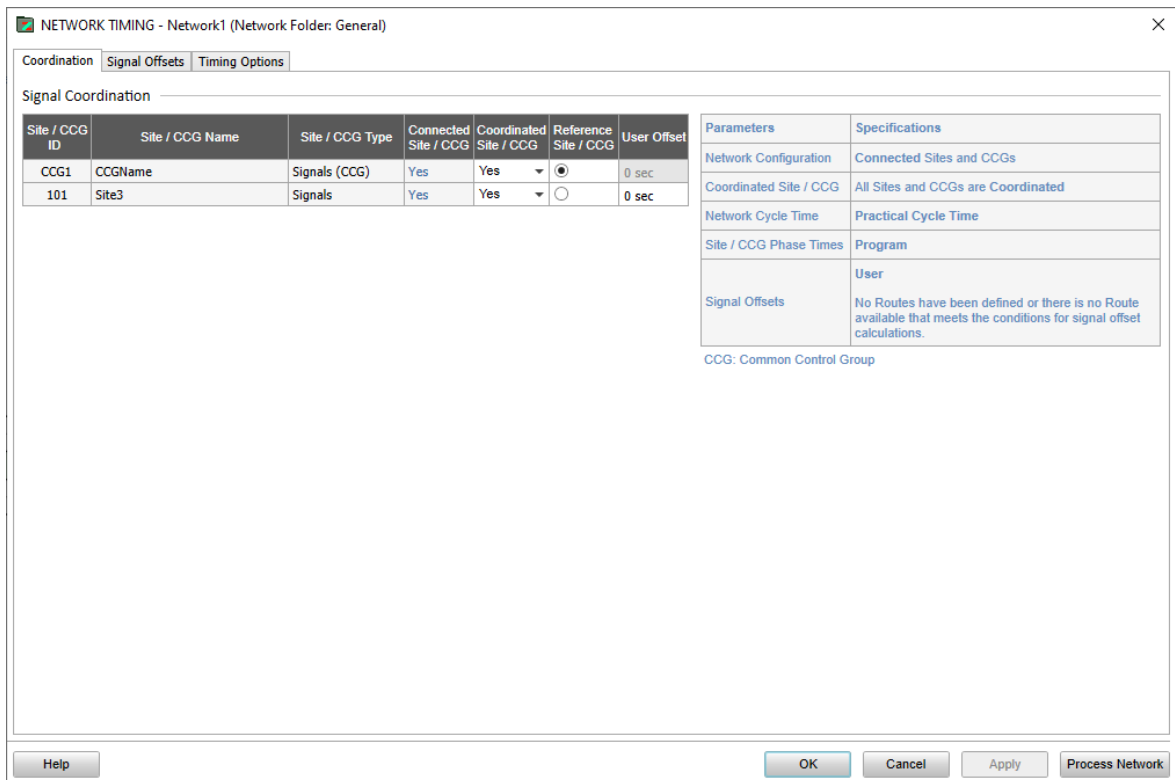 NETWORK TIMING - Network1 (Network Folder: General)
Coordination Signal Offsets Timing Options
Signal Coordination
Site / CCG ID Site / CCG Name Site / CCG Type Connected Site / CCG Coordinated Site / CCG Reference Site / CCG User Offset
CCG1 CCGName Signals (CCG) Yes Yes 0 sec
101 Site3 Signals Yes Yes 0 sec
Parameters Specifications
Network Configuration Connected Sites and CCGs
Coordinated Site / CCG All Sites and CCGs are Coordinated
Network Cycle Time Practical Cycle Time
Site / CCG Phase Times Program
Signal Offsets User
No Routes have been defined or there is no Route
available that meets the conditions for signal offset
calculations.
CCG: Common Control Group
Help OK Cancel Apply Process Network